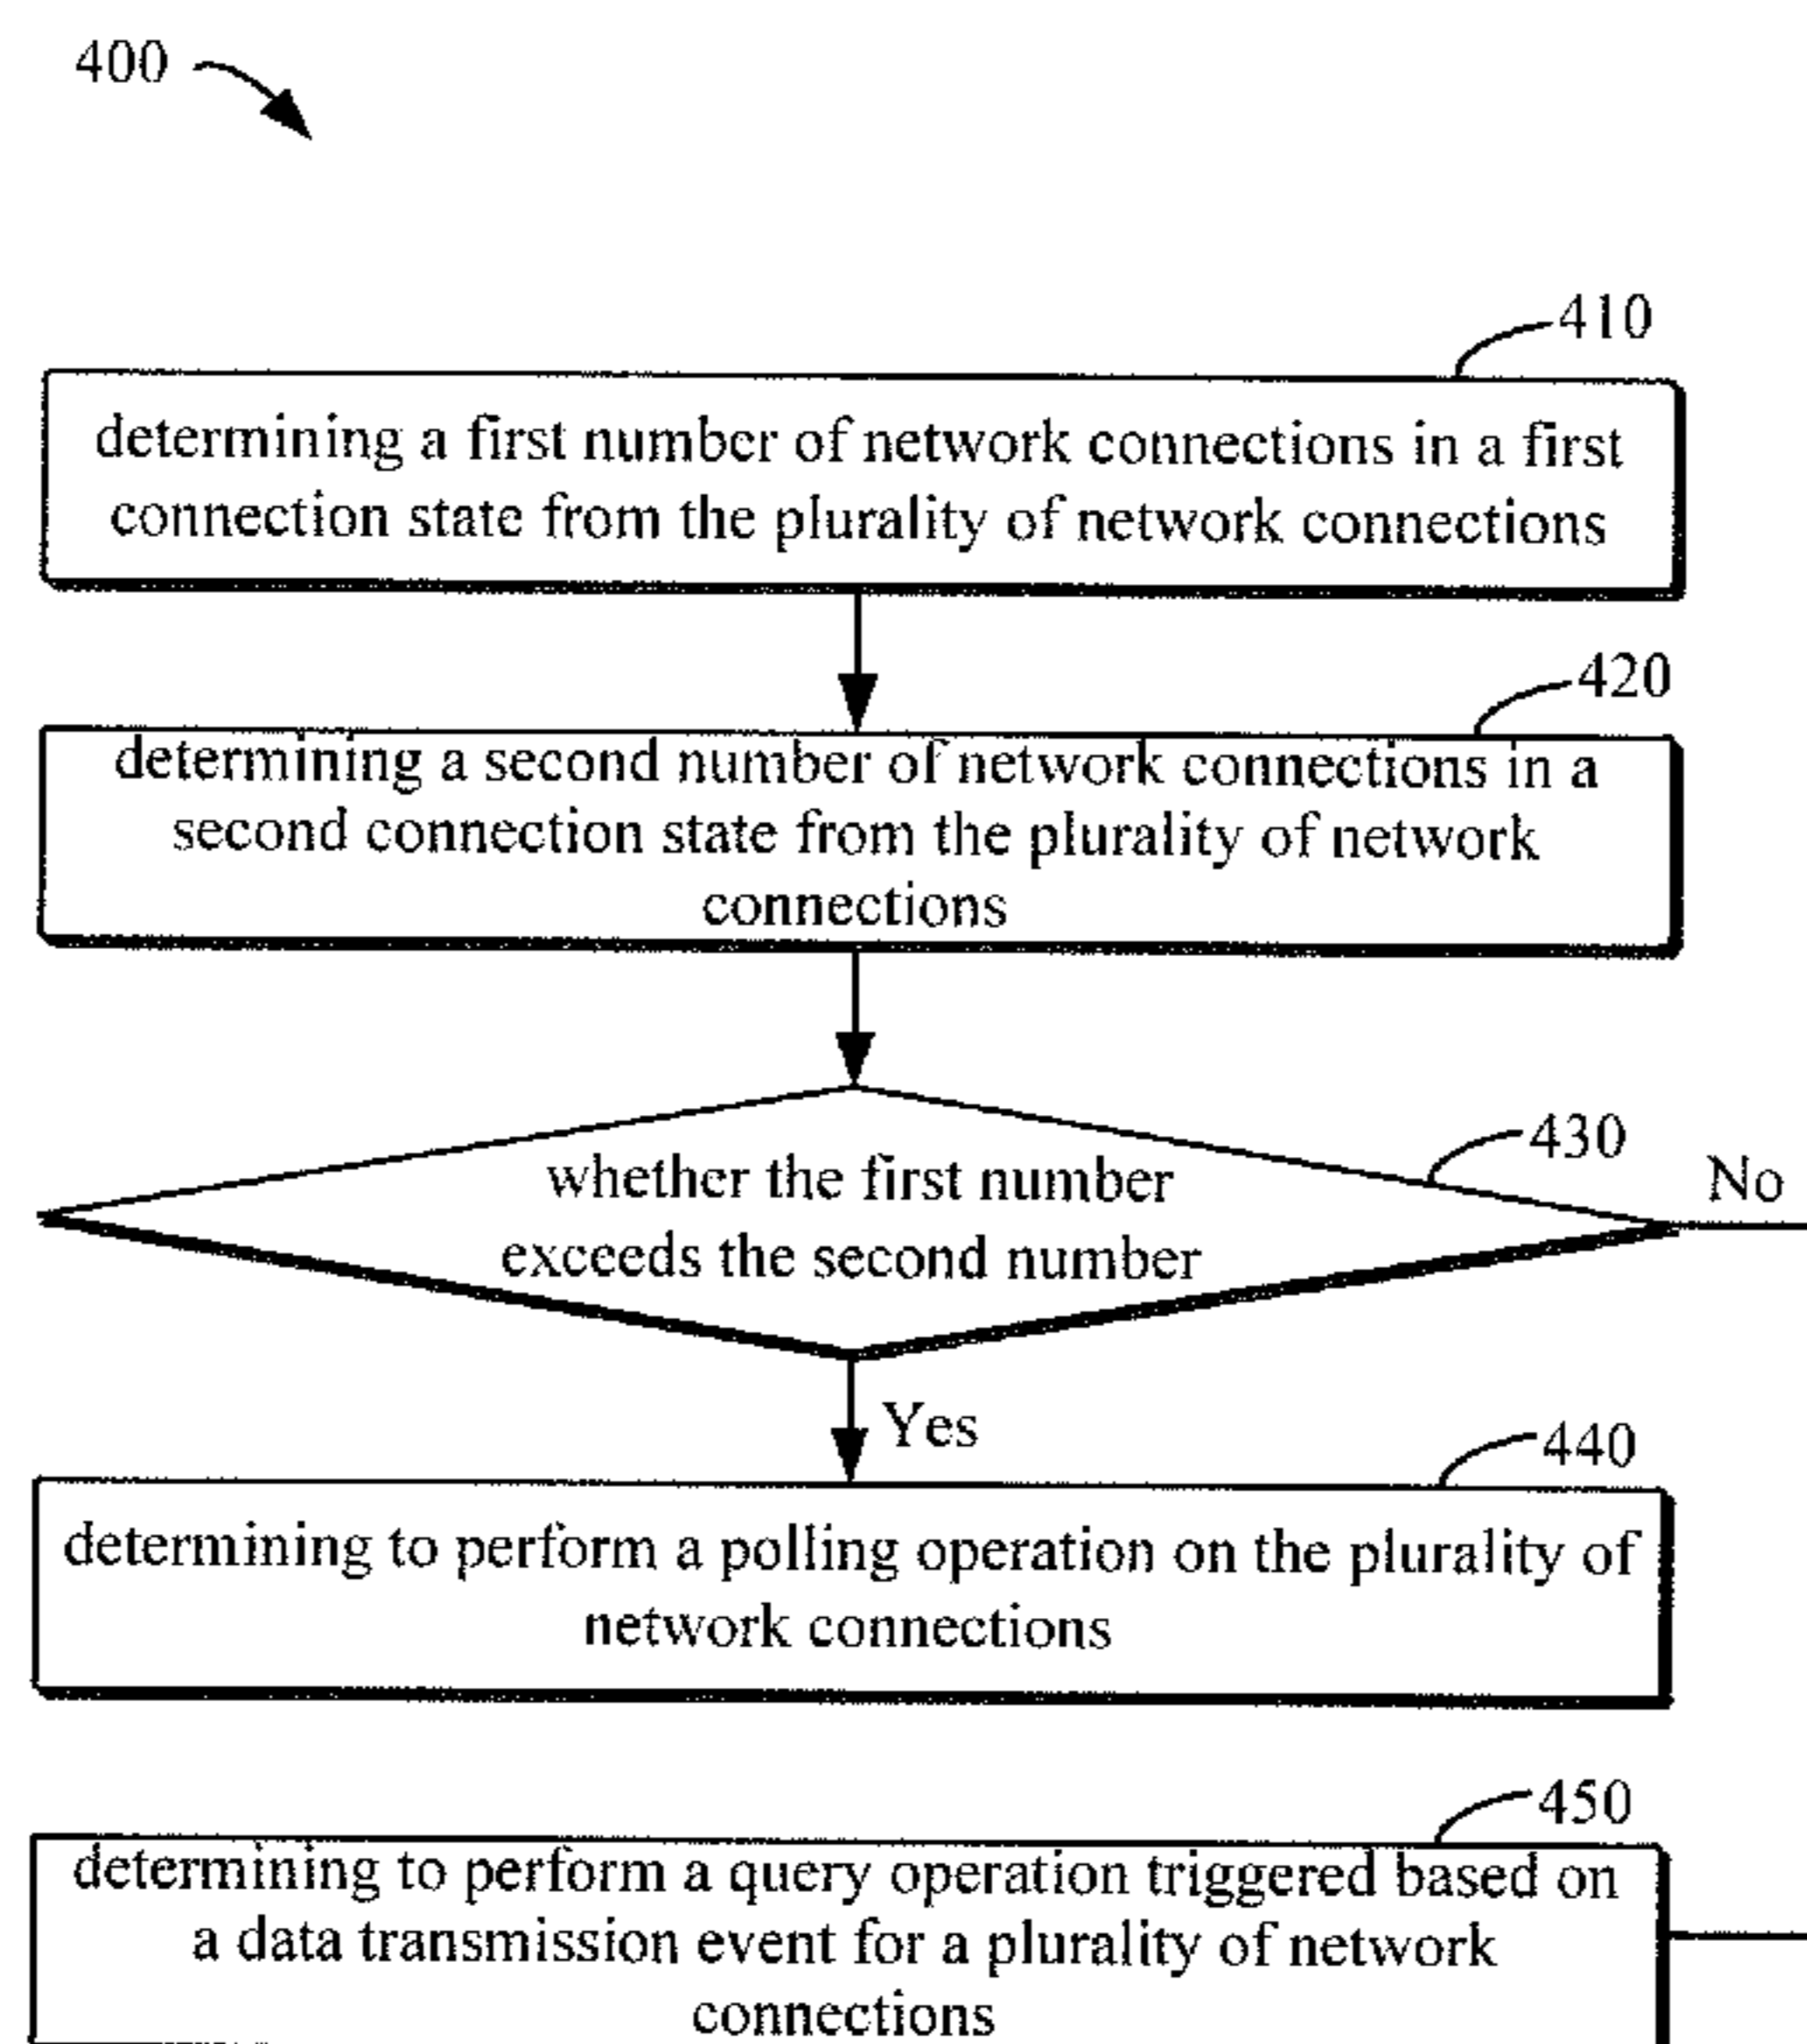 400
410
determining a first number of network connections in a first
connection state from the plurality of network connections
420
determining a second number of network connections in a
second connection state from the plurality of network
connections
430
No
whether the first number
exceeds the second number
Yes
440
determining to perform a polling operation on the plurality of
network connections
450
determining to perform a query operation triggered based on
a data transmission event for a plurality of network
connections